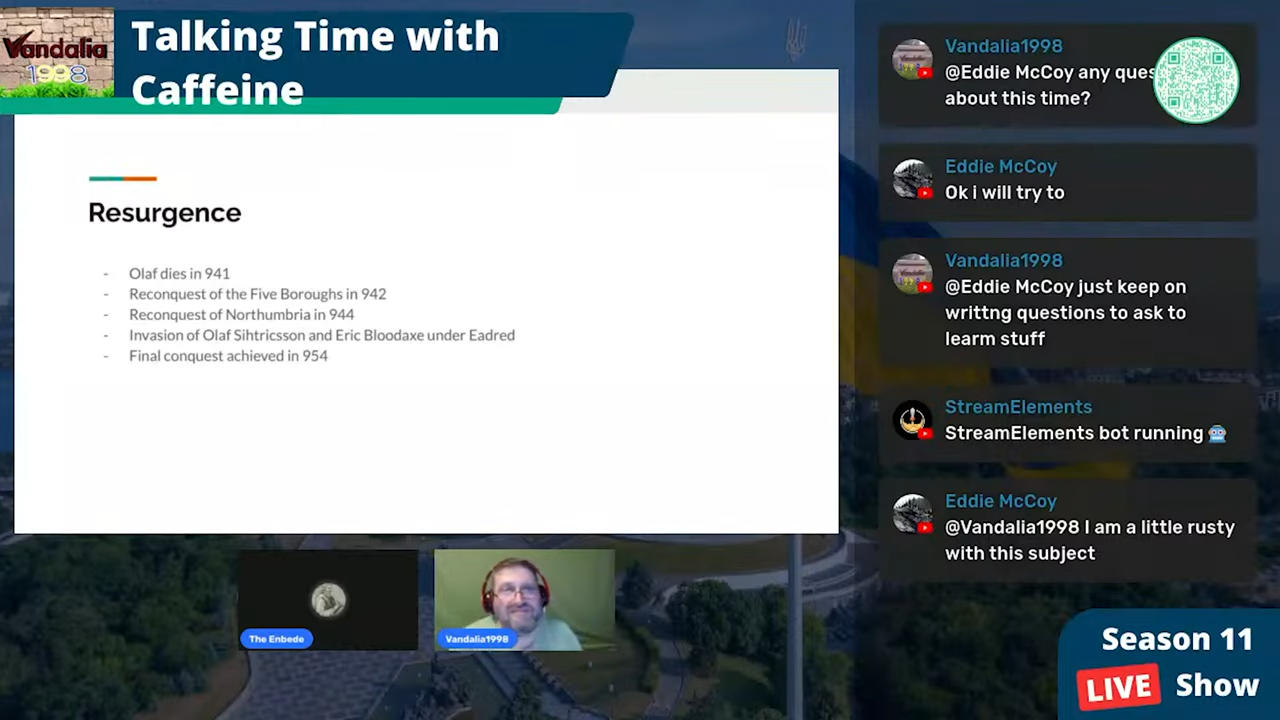 Vandalia
1998
Talking Time with
Caffeine
Resurgence
- Olaf dies in 941
- Reconquest of the Five Boroughs in 942
- Reconquest of Northumbria in 944
- Invasion of Olaf Sihtricsson and Eric Bloodaxe under Eadred
- Final conquest achieved in 954
The Enbede
Vandalia1998
Vandalia1998
@Eddie McCoy any ques
about this time?
Eddie McCoy
Ok i will try to
Vandalia1998
@Eddie McCoy just keep on
writtng questions to ask to
learm stuff
StreamElements
StreamElements bot running
Eddie McCoy
@Vandalia1998 I am a little rusty
with this subject
Season 11
LIVE Show